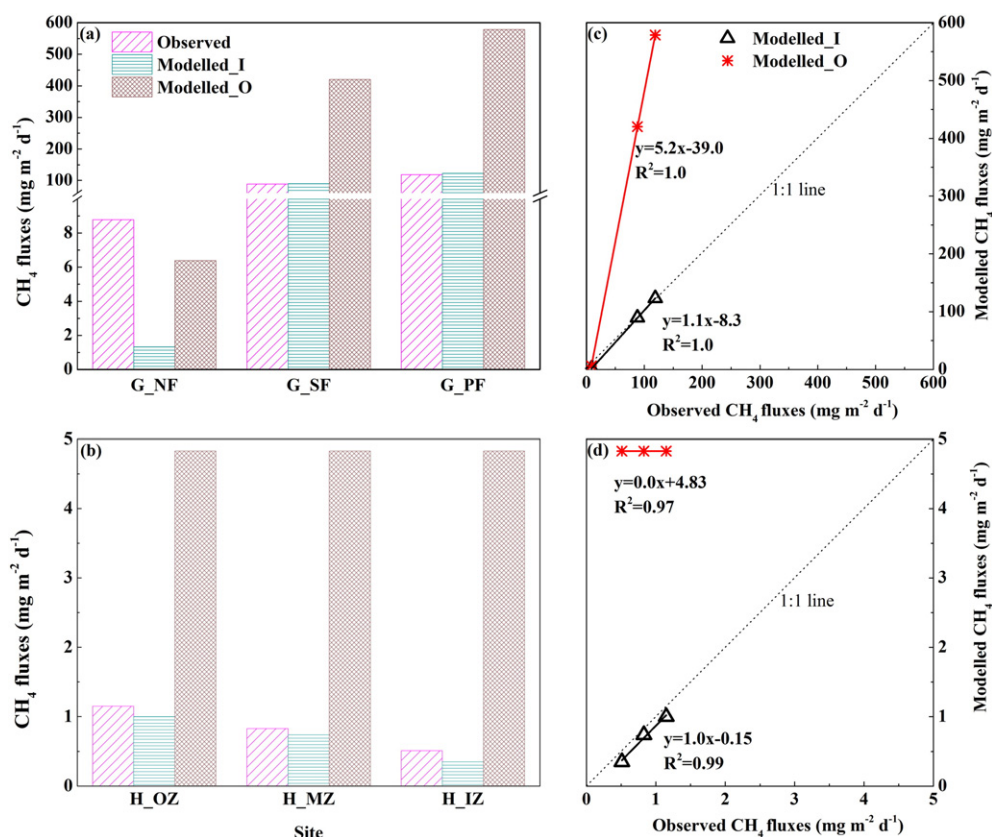 (a)
Observed
Modelled_I
Modelled_O
CH₄ fluxes (mg m⁻² d⁻¹)
600
500
400
300
200
100
8
6
4
2
0
G_NF G_SF G_PF
(c)
Modelled_I
Modelled_O
y=5.2x-39.0
R²=1.0
1:1 line
y=1.1x-8.3
R²=1.0
600
500
400
300
200
100
0
Modelled CH₄ fluxes (mg m⁻² d⁻¹)
0 100 200 300 400 500 600
Observed CH₄ fluxes (mg m⁻² d⁻¹)
(b)
CH₄ fluxes (mg m⁻² d⁻¹)
5
4
3
2
1
0
H_OZ H_MZ H_IZ
Site
(d)
y=0.0x+4.83
R²=0.97
1:1 line
y=1.0x-0.15
R²=0.99
5
4
3
2
1
0
Modelled CH₄ fluxes (mg m⁻² d⁻¹)
0 1 2 3 4 5
Observed CH₄ fluxes (mg m⁻² d⁻¹)